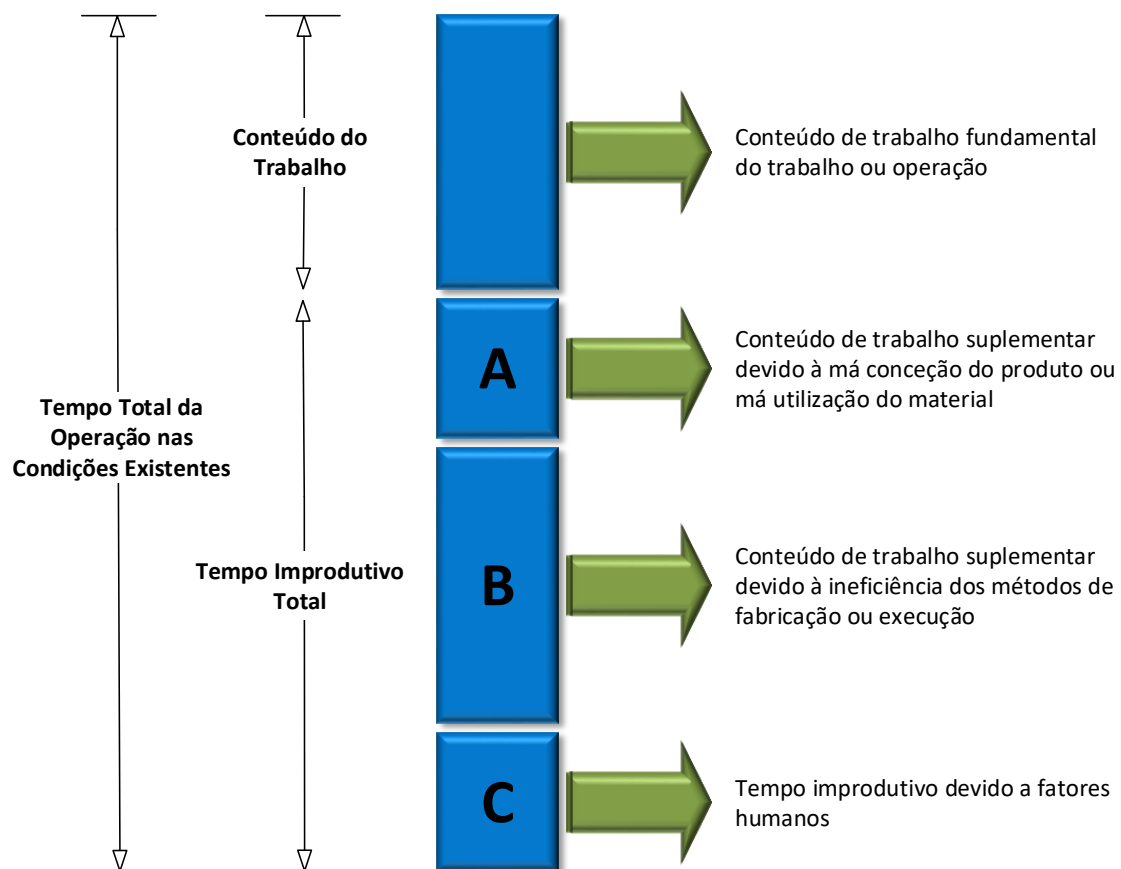 Conteúdo do
Trabalho
Conteúdo de trabalho fundamental
do trabalho ou operação
A
Conteúdo de trabalho suplementar
devido à má conceção do produto ou
má utilização do material
Tempo Total da
Operação nas
Condições Existentes
Tempo Improdutivo
Total
B
Conteúdo de trabalho suplementar
devido à ineficiência dos métodos de
fabricação ou execução
C
Tempo improdutivo devido a fatores
humanos